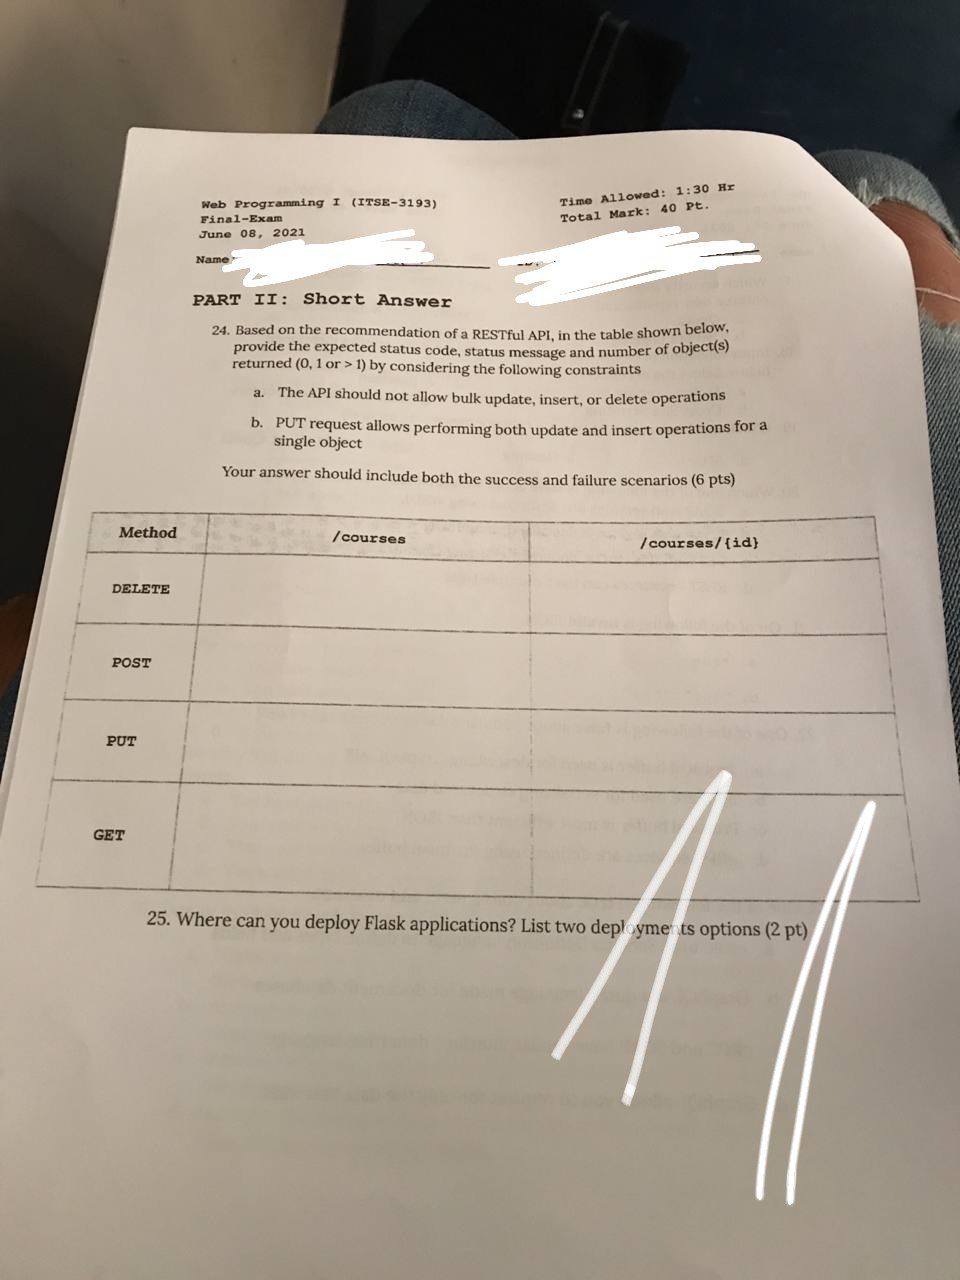 Web Programming I (ITSE-3193)
Final-Exam
June 08, 2021
Time Allowed: 1:30 Hr
Total Mark: 40 Pt.
Name
PART II: Short Answer
24. Based on the recommendation of a RESTful API, in the table shown below,
provide the expected status code, status message and number of object(s)
returned (0, 1 or > 1) by considering the following constraints
a. The API should not allow bulk update, insert, or delete operations
b. PUT request allows performing both update and insert operations for a
single object
Your answer should include both the success and failure scenarios (6 pts)
Method /courses /courses/{id}
DELETE
POST
PUT
GET
25. Where can you deploy Flask applications? List two deployments options (2 pt)